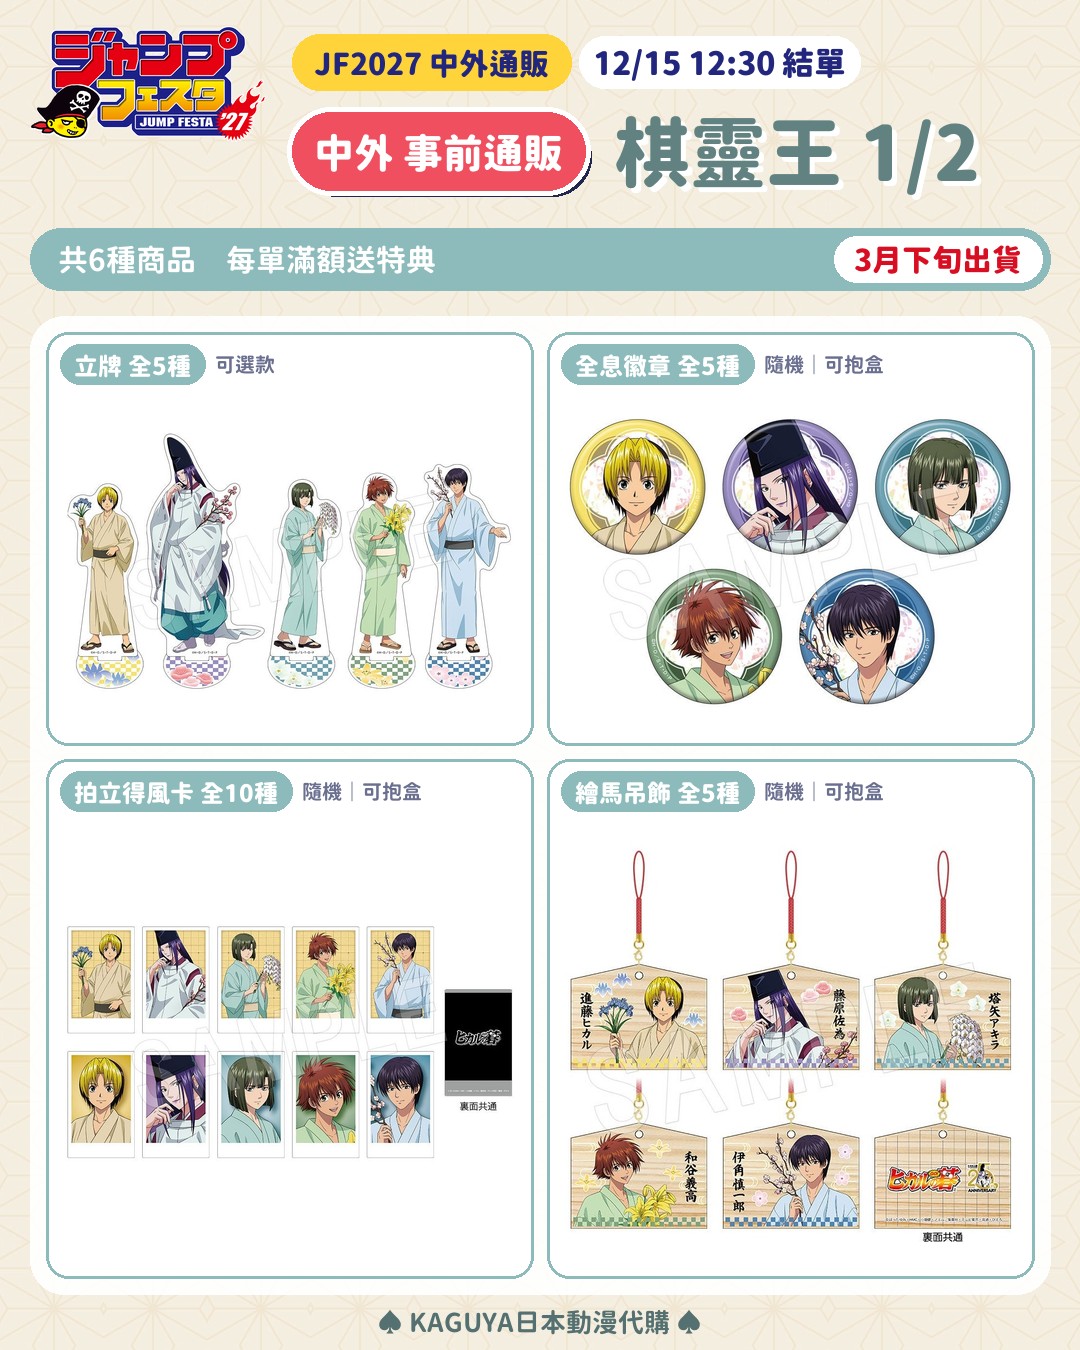 ジャンプ
フェスタ
JUMP FESTA '27
JF2027 中外通販
12/15 12:30 結單
中外 事前通販
棋靈王 1/2
共6種商品 每單滿額送特典
3月下旬出貨
立牌 全5種
可選款
全息徽章 全5種
隨機｜可抱盒
SAMPLE
SAMPLE
拍立得風卡 全10種
隨機｜可抱盒
ヒカルの碁
裏面共通
SAMPLE
繪馬吊飾 全5種
隨機｜可抱盒
進藤ヒカル
藤原佐為
塔矢アキラ
SAMPLE
和谷義高
伊角慎一郎
ヒカルの碁
ANNIVERSARY
裏面共通
♠ KAGUYA日本動漫代購 ♠